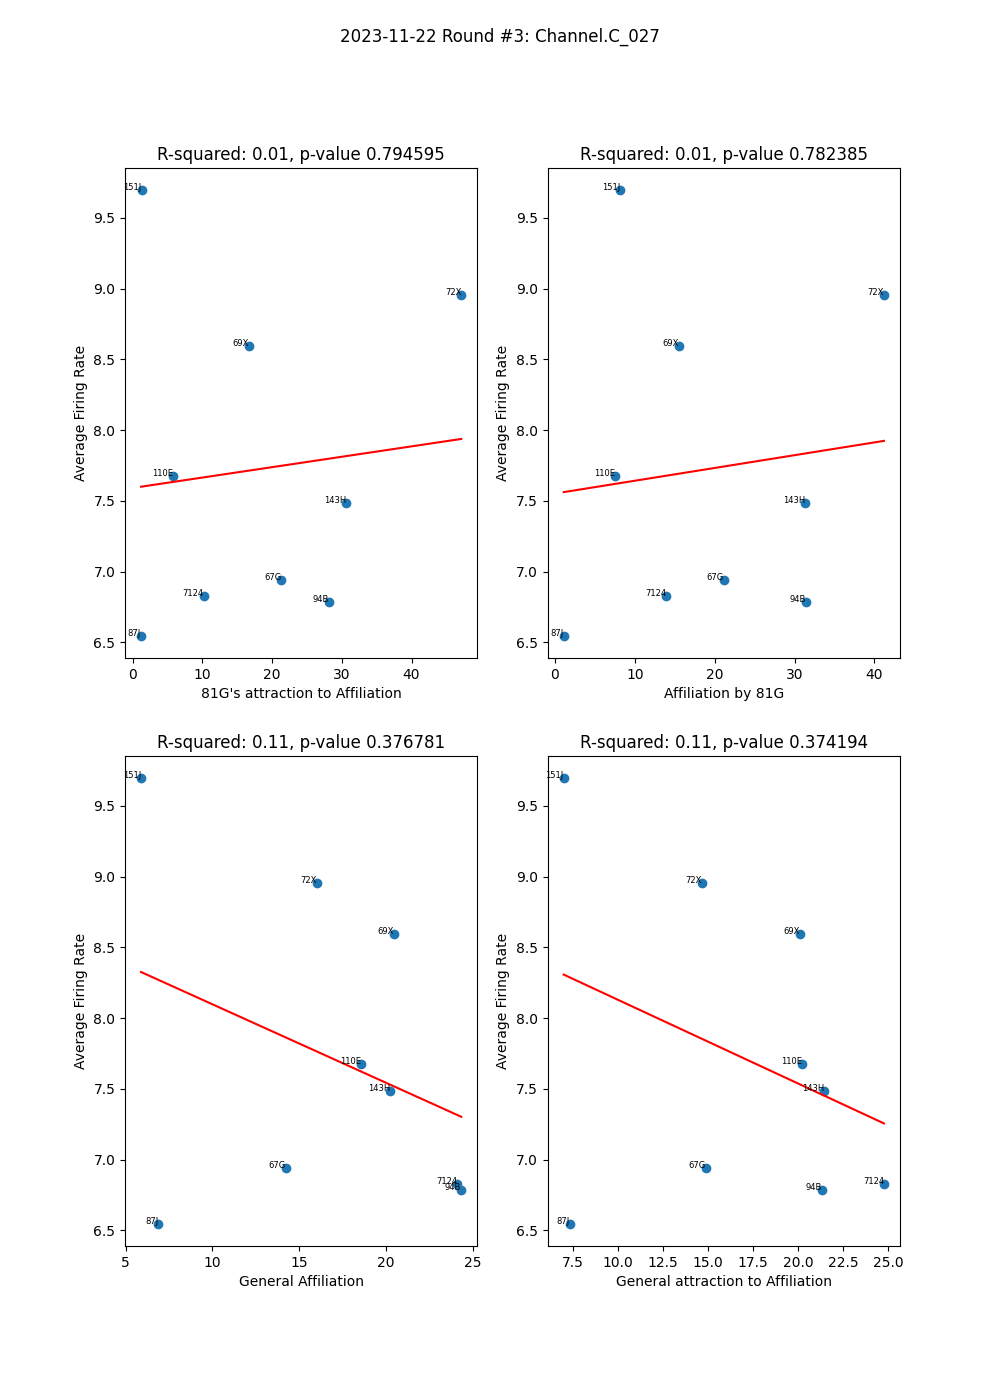 2023-11-22 Round #3: Channel.C_027
R-squared: 0.01, p-value 0.794595
Average Firing Rate
9.5
9.0
8.5
8.0
7.5
7.0
6.5
151J
72X
69X
110E
143H
67G
7124
94B
87J
0 10 20 30 40
81G's attraction to Affiliation
R-squared: 0.01, p-value 0.782385
Average Firing Rate
9.5
9.0
8.5
8.0
7.5
7.0
6.5
151J
72X
69X
110E
143H
67G
7124
94B
87J
0 10 20 30 40
Affiliation by 81G
R-squared: 0.11, p-value 0.376781
Average Firing Rate
9.5
9.0
8.5
8.0
7.5
7.0
6.5
151J
72X
69X
110E
143H
67G
7124
94B
87J
5 10 15 20 25
General Affiliation
R-squared: 0.11, p-value 0.374194
Average Firing Rate
9.5
9.0
8.5
8.0
7.5
7.0
6.5
151J
72X
69X
110E
143H
67G
7124
94B
87J
7.5 10.0 12.5 15.0 17.5 20.0 22.5 25.0
General attraction to Affiliation